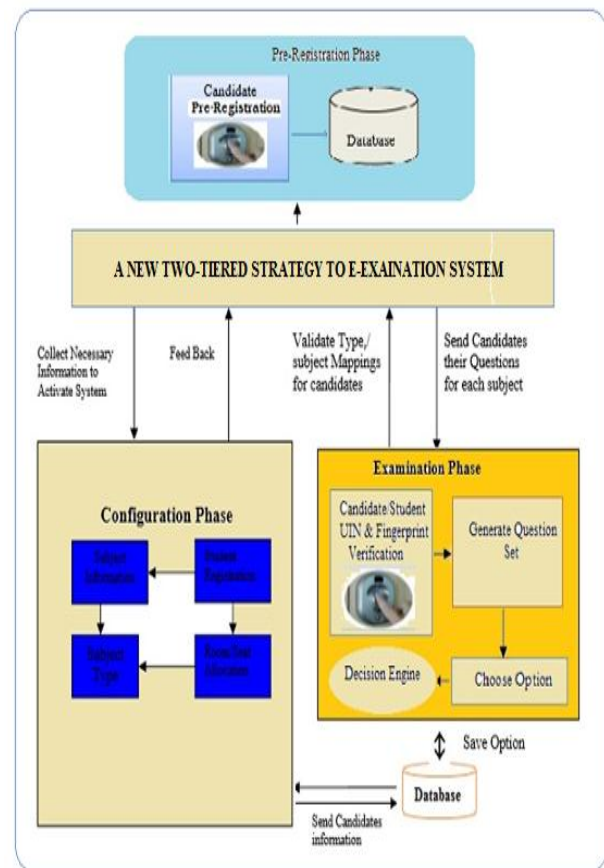 Pre-Registration Phase
Candidate
Pre-Registration
Database
A NEW TWO-TIERED STRATEGY TO E-EXAINATION SYSTEM
Collect Necessary
Information to
Activate System
Feed Back
Validate Type,/
subject Mappings
for candidates
Send Candidates
their Questions
for each subject
Configuration Phase
Subject
Information
Student
Registration
Subject
Type
Room/Seat
Allocation
Examination Phase
Candidate/Student
UIN & Fingerprint
Verification
Generate Question
Set
Decision Engine
Choose Option
Save Option
Database
Send Candidates
information